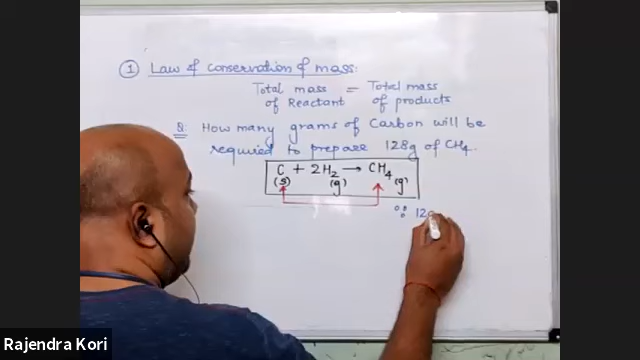 ① Law of conservation of mass:
Total mass of Reactant = Total mass of products
Q: How many grams of Carbon will be
required to prepare 128g of CH₄.
C + 2H₂ → CH₄
(s) (g) (g)
∵ 12
Rajendra Kori